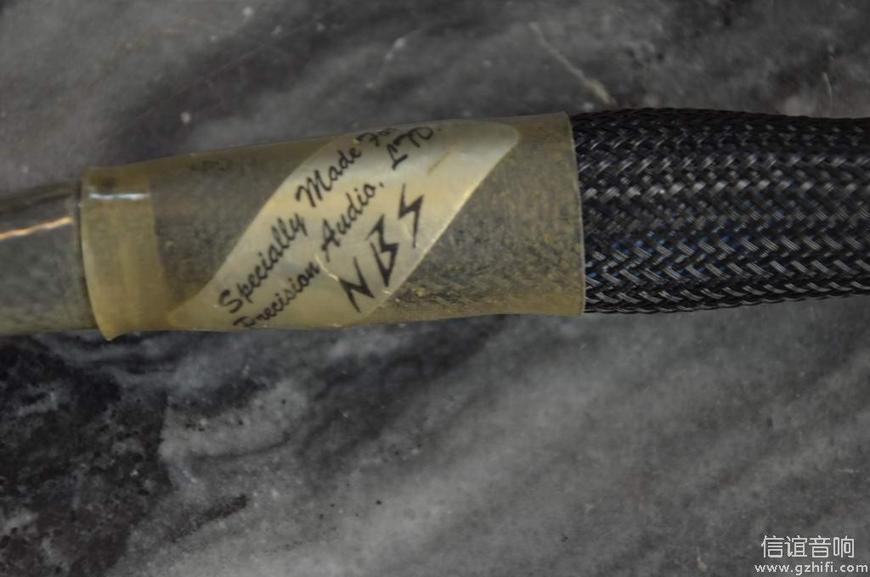 Specially Made For
Precision Audio, LTD.
NBS
信谊音响
www.gzhifi.com